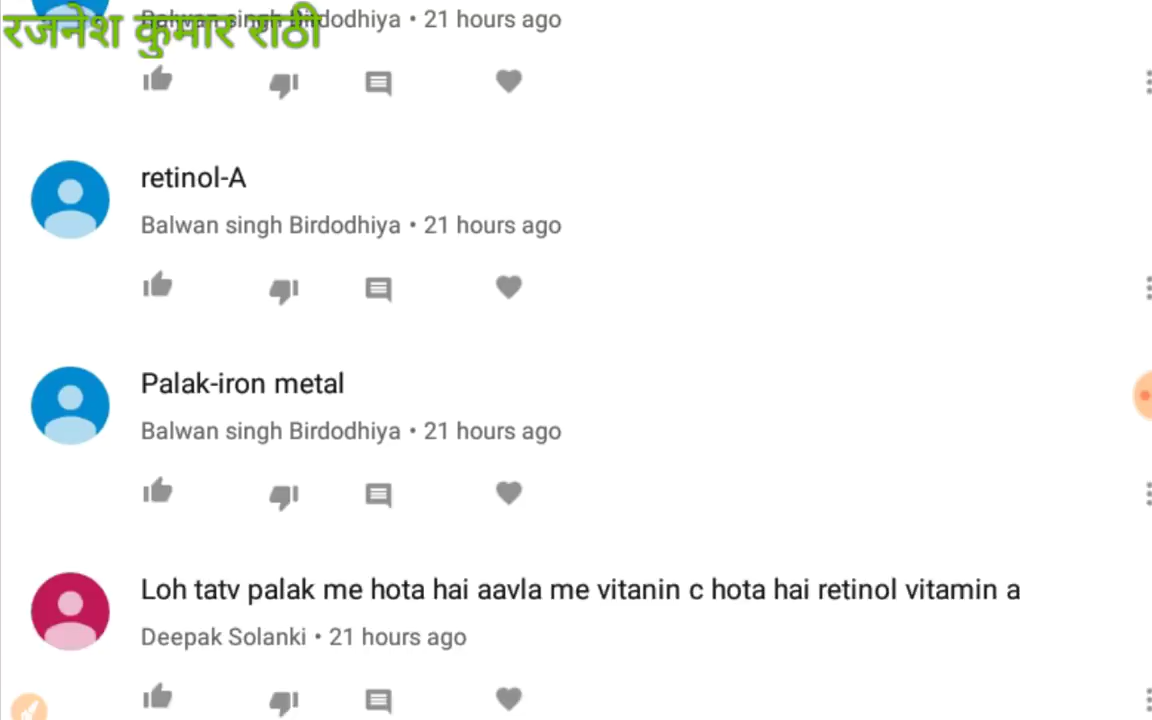 रजनेश कुमार राठी
Balwan singh Birdodhiya • 21 hours ago
retinol-A
Balwan singh Birdodhiya • 21 hours ago
Palak-iron metal
Balwan singh Birdodhiya • 21 hours ago
Loh tatv palak me hota hai aavla me vitanin c hota hai retinol vitamin a
Deepak Solanki • 21 hours ago